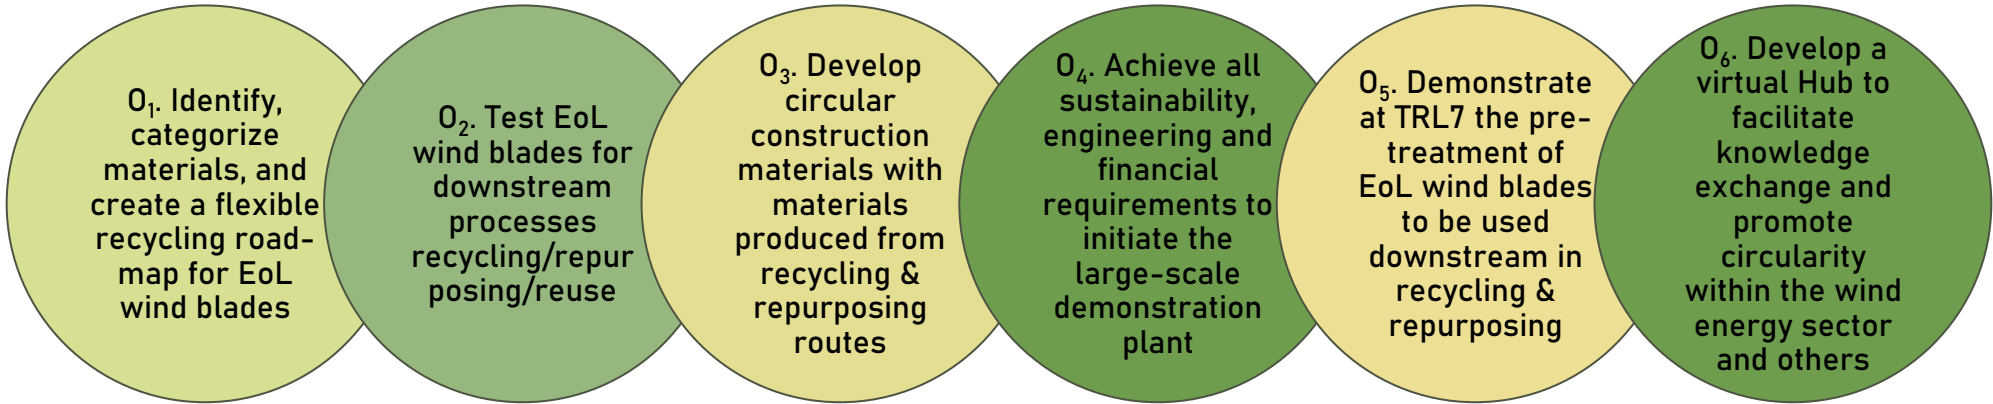 O₁. Identify,
categorize
materials, and
create a flexible
recycling road-
map for EoL
wind blades
O₂. Test EoL
wind blades for
downstream
processes
recycling/repur
posing/reuse
O₃. Develop
circular
construction
materials with
materials
produced from
recycling &
repurposing
routes
O₄. Achieve all
sustainability,
engineering and
financial
requirements to
initiate the
large-scale
demonstration
plant
O₅. Demonstrate
at TRL7 the pre-
treatment of
EoL wind blades
to be used
downstream in
recycling &
repurposing
O₆. Develop a
virtual Hub to
facilitate
knowledge
exchange and
promote
circularity
within the wind
energy sector
and others